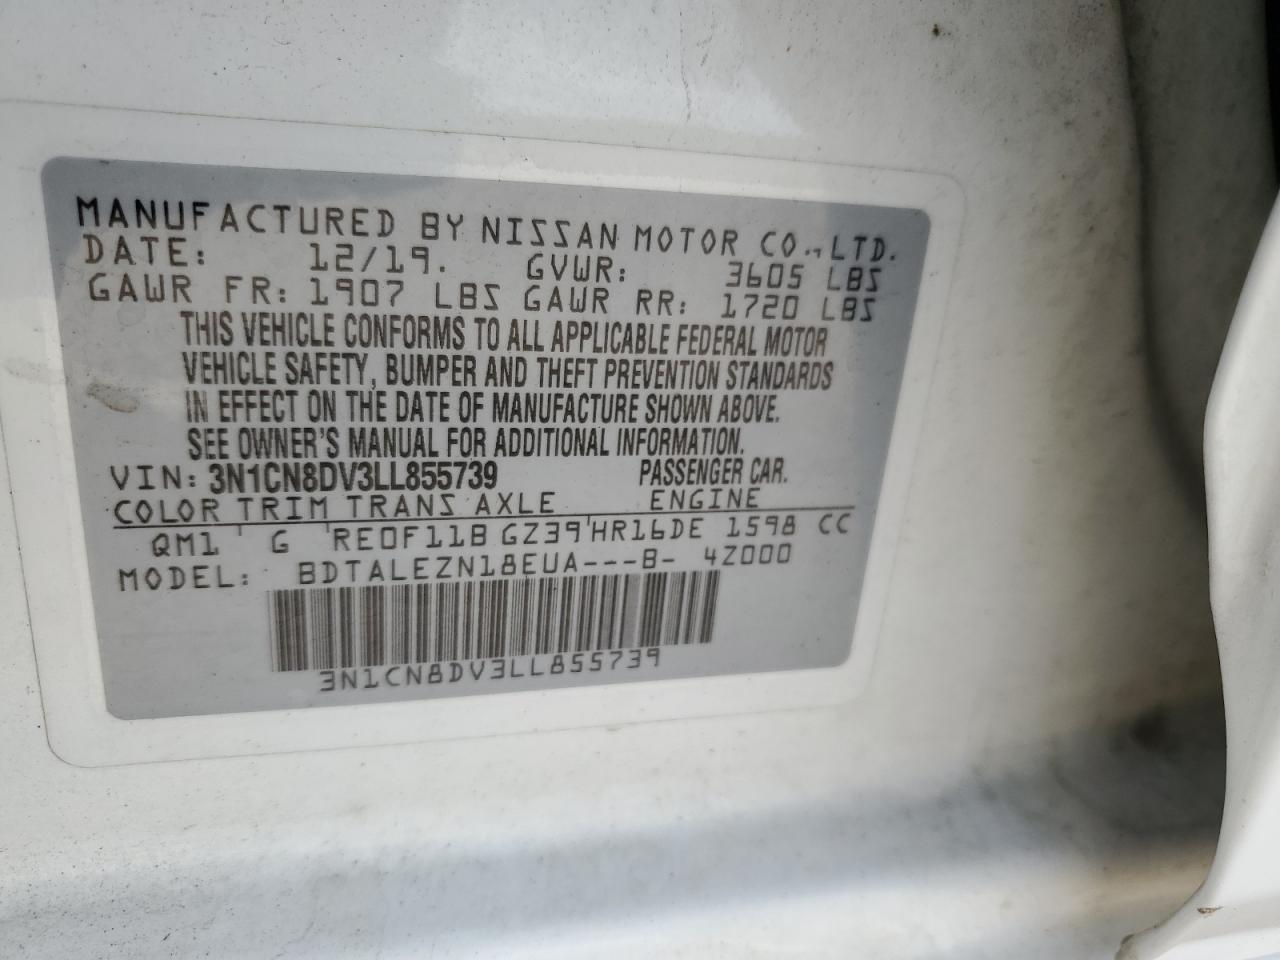 MANUFACTURED BY NISSAN MOTOR CO., LTD.
DATE: 12/19. GVWR: 3605 LBS
GAWR FR: 1907 LBS GAWR RR: 1720 LBS
THIS VEHICLE CONFORMS TO ALL APPLICABLE FEDERAL MOTOR
VEHICLE SAFETY, BUMPER AND THEFT PREVENTION STANDARDS
IN EFFECT ON THE DATE OF MANUFACTURE SHOWN ABOVE.
SEE OWNER'S MANUAL FOR ADDITIONAL INFORMATION.
VIN: 3N1CN8DV3LL855739 PASSENGER CAR.
COLOR TRIM TRANS AXLE ENGINE
QM1 ' G 'RE0F11B GZ39'HR16DE 1598 CC
MODEL: BDTALEZN18EUA---B- 4Z000
3N1CN8DV3LL855739